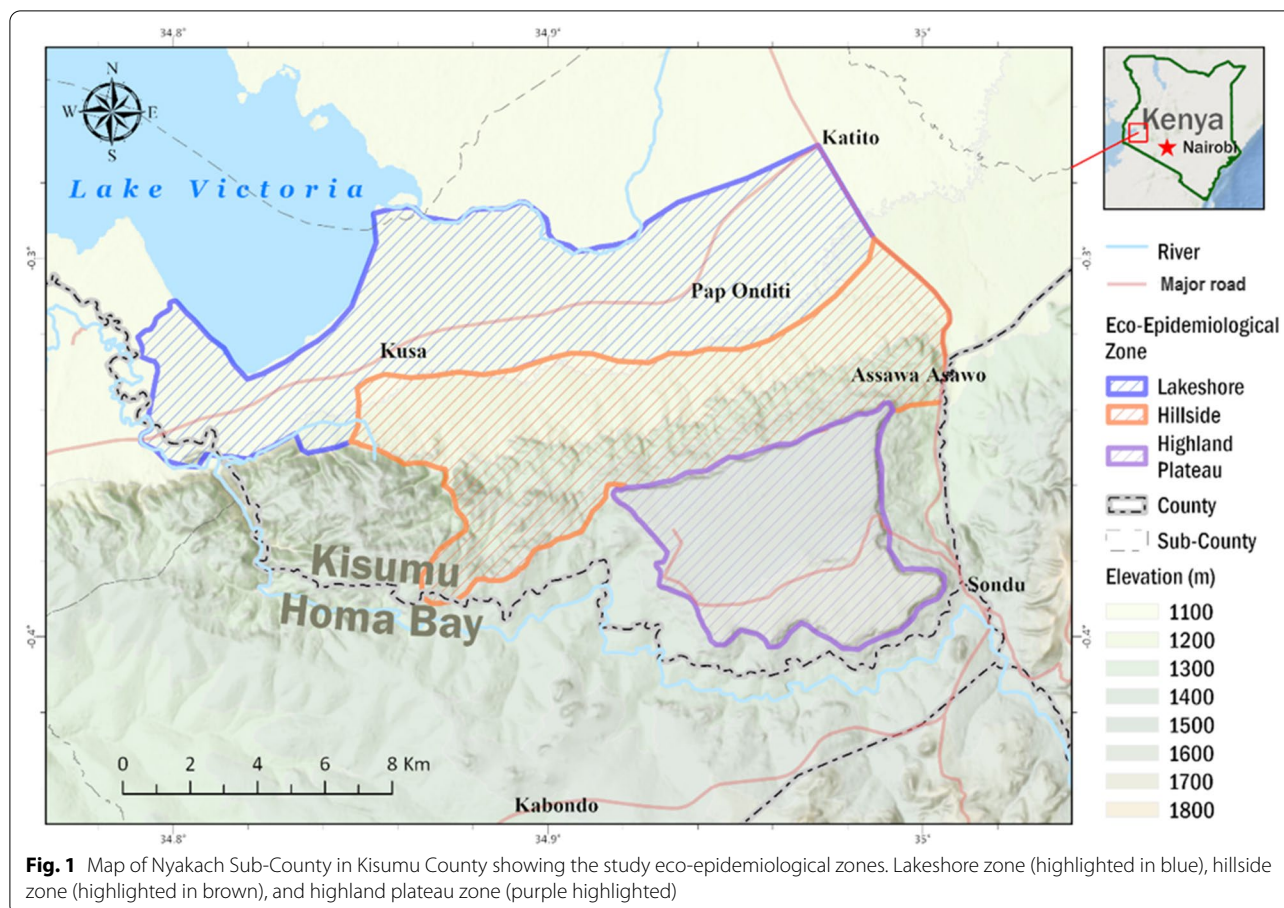 34.8°
34.9°
35°
N
W
E
S
Lake Victoria
Katito
Kenya
Nairobi
-0.3°
-0.3°
Pap Onditi
Kusa
Assawa Asawo
Kisumu
Homa Bay
Sondu
-0.4°
-0.4°
0 2 4 6 8 Km
Kabondo
34.8°
34.9°
35°
River
Major road
Eco-Epidemiological
Zone
Lakeshore
Hillside
Highland
Plateau
County
Sub-County
Elevation (m)
1100
1200
1300
1400
1500
1600
1700
1800
Fig. 1 Map of Nyakach Sub-County in Kisumu County showing the study eco-epidemiological zones. Lakeshore zone (highlighted in blue), hillside
zone (highlighted in brown), and highland plateau zone (purple highlighted)